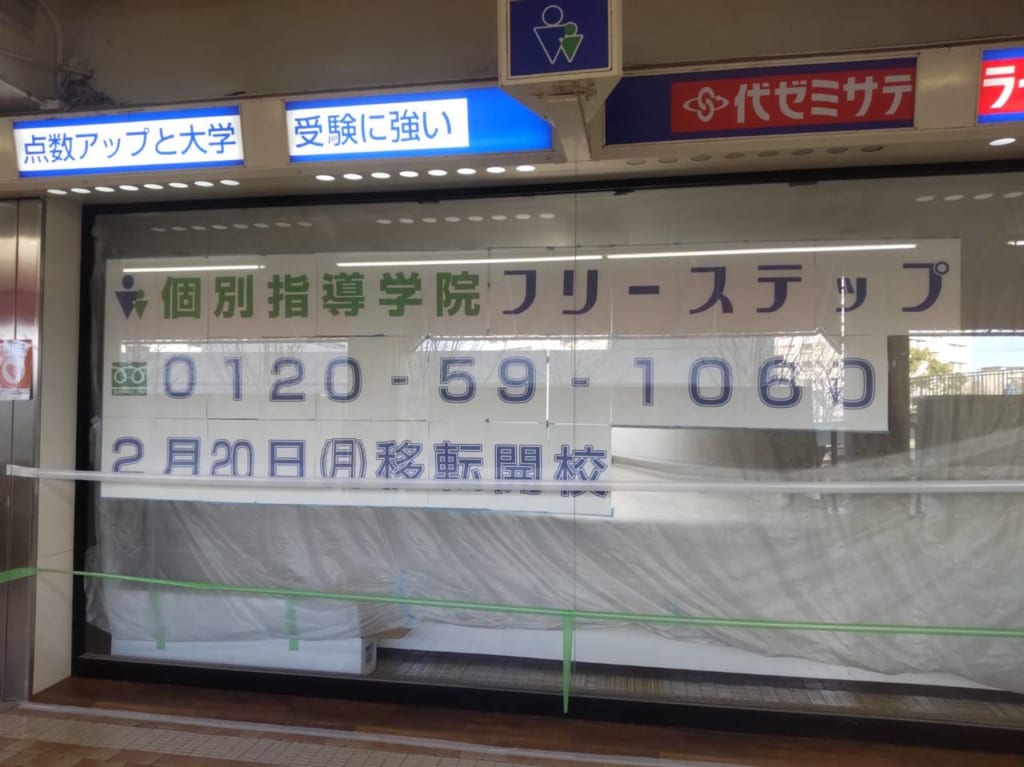 点数アップと大学
受験に強い
代ゼミサテ
ラ
個別指導学院フリーステップ
0120-59-1060
2月20日(月)移転開校